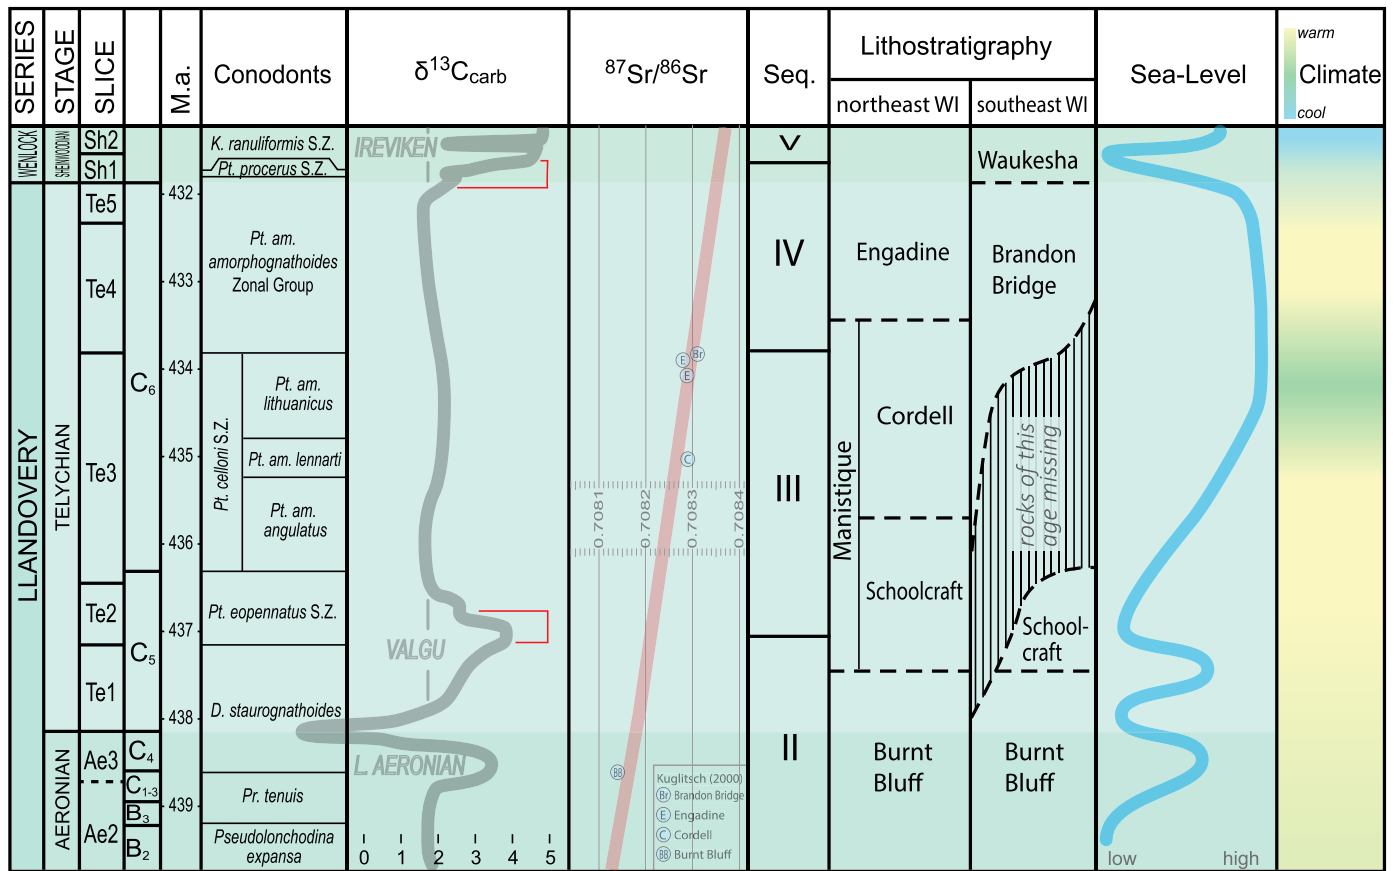 SERIES
STAGE
SLICE
M.a.
Conodonts
δ¹³Ccarb
⁸⁷Sr/⁸⁶Sr
Seq.
Lithostratigraphy
northeast WI
southeast WI
Sea-Level
warm
Climate
cool
WENLOCK
LLANDOVERY
SHEINWOODIAN
TELYCHIAN
AERONIAN
Sh2
Sh1
Te5
Te4
Te3
Te2
Te1
Ae3
Ae2
C6
C5
C4
C1-3
B3
B2
432
433
434
435
436
437
438
439
K. ranuliformis S.Z.
Pt. procerus S.Z.
Pt. am.
amorphognathoides
Zonal Group
Pt. celloni S.Z.
Pt. am.
lithuanicus
Pt. am. lennarti
Pt. am.
angulatus
Pt. eopennatus S.Z.
D. staurognathoides
Pr. tenuis
Pseudolonchodina
expansa
IREVIKEN
VALGU
L. AERONIAN
0 1 2 3 4 5
Br
E
E
C
0.7081
0.7082
0.7083
0.7084
BB
Kuglitsch (2000)
Br Brandon Bridge
E Engadine
C Cordell
BB Burnt Bluff
V
IV
III
II
Engadine
Manistique
Cordell
Schoolcraft
Burnt
Bluff
Waukesha
Brandon
Bridge
rocks of this
age missing
School-
craft
Burnt
Bluff
low high